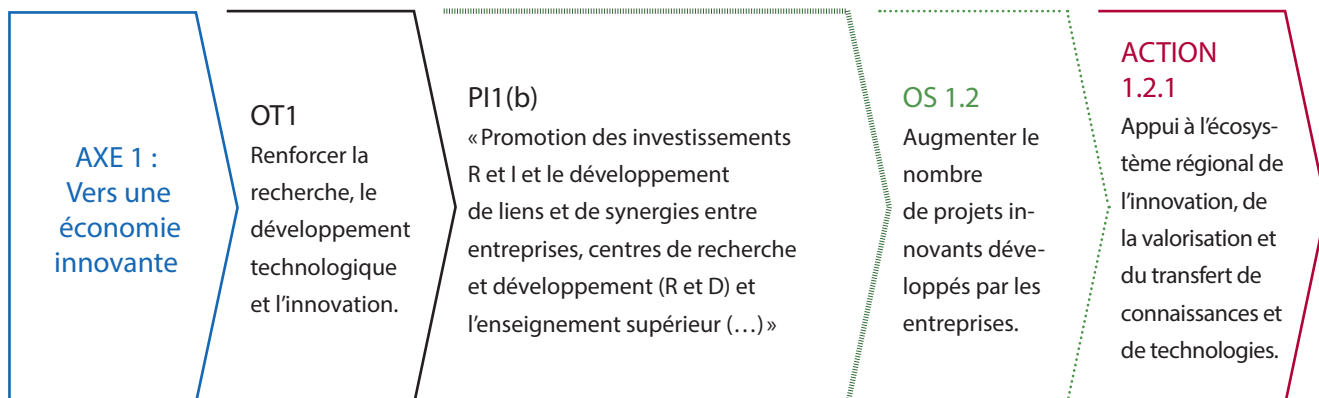 AXE 1 :
Vers une
économie
innovante
OT1
Renforcer la
recherche, le
développement
technologique
et l’innovation.
PI1(b)
«Promotion des investissements
R et I et le développement
de liens et de synergies entre
entreprises, centres de recherche
et développement (R et D) et
l’enseignement supérieur (…)»
OS 1.2
Augmenter le
nombre
de projets in-
novants déve-
loppés par les
entreprises.
ACTION
1.2.1
Appui à l’écosys-
tème régional de
l’innovation, de
la valorisation et
du transfert de
connaissances et
de technologies.